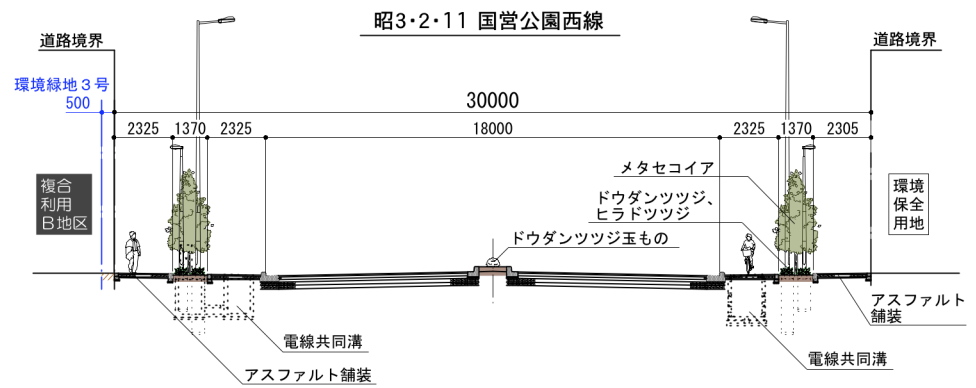 昭3・2・11 国営公園西線
道路境界
道路境界
環境緑地3号
500
30000
2325
1370
2325
18000
2325
1370
2305
メタセコイア
複合
利用
B地区
環境
保全
用地
ドウダンツツジ、
ヒラドツツジ
ドウダンツツジ玉もの
アスファルト
舗装
電線共同溝
電線共同溝
アスファルト舗装